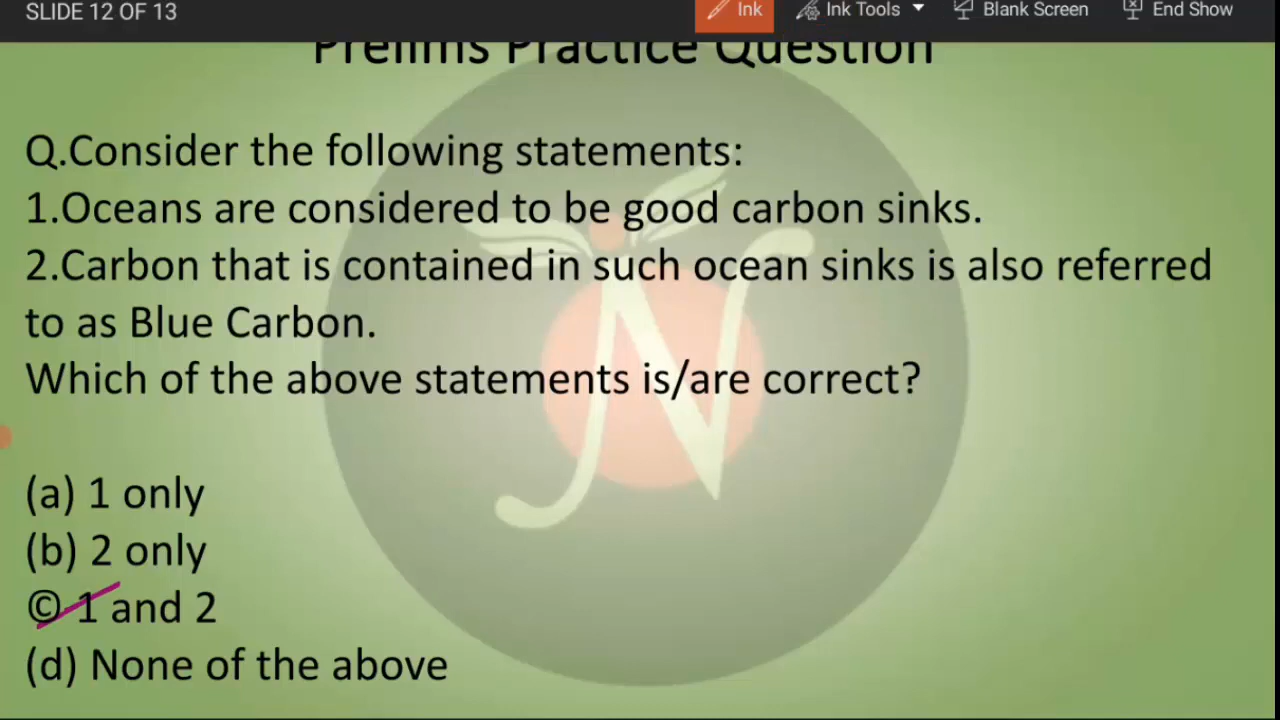 SLIDE 12 OF 13
Ink
Ink Tools
Blank Screen
End Show
Prelims Practice Question
Q.Consider the following statements:
1.Oceans are considered to be good carbon sinks.
2.Carbon that is contained in such ocean sinks is also referred
to as Blue Carbon.
Which of the above statements is/are correct?
(a) 1 only
(b) 2 only
© 1 and 2
(d) None of the above
N